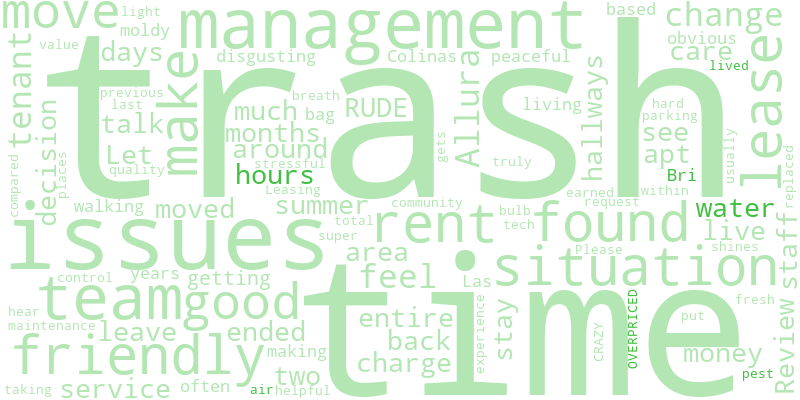 move
light
moldy
value
management
based
change
obvious
care
lived
tenant
days
make
disgusting
Colinas
peaceful
trash
lease
previous
last
breath
Allura
hallways
hard
parking
talk
much
bag
RUDE
living
see
Let
months
around
stressful
gets
apt
quality
hours
truly
Bri
usually
replaced
compared
places
decision
Leasing
earned
within
walking
moved
summer
community
bulb
request
water
issues
total
rent
tech
found
live
super
area
Please
shines
control
years
getting
feel
Las
situation
staff
team
good
time
hear
maintenance
leave
ended
entire
back
experience
stay
CRAZY
OVERPRICED
put
fresh
Review
friendly
making
charge
money
two
pest
taking
service
often
air
helpful